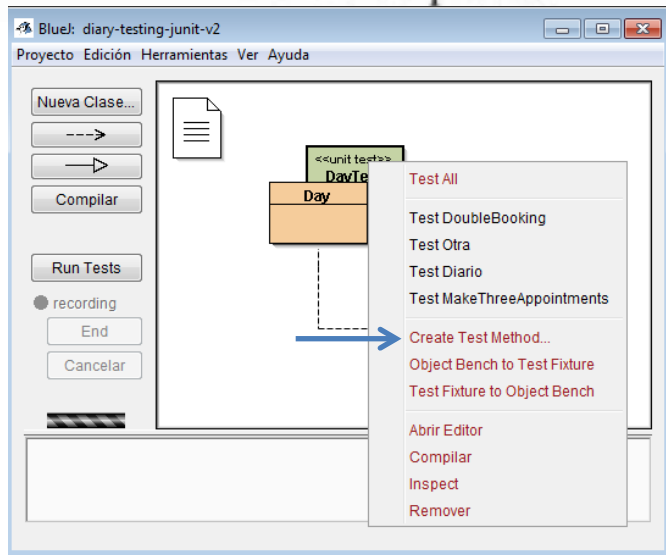 BlueJ: diary-testing-junit-v2
Proyecto Edición Herramientas Ver Ayuda
Nueva Clase...
--->
Compilar
Run Tests
recording
End
Cancelar
<<unit test>>
DayTe
Day
Test All
Test DoubleBooking
Test Otra
Test Diario
Test MakeThreeAppointments
Create Test Method...
Object Bench to Test Fixture
Test Fixture to Object Bench
Abrir Editor
Compilar
Inspect
Remover